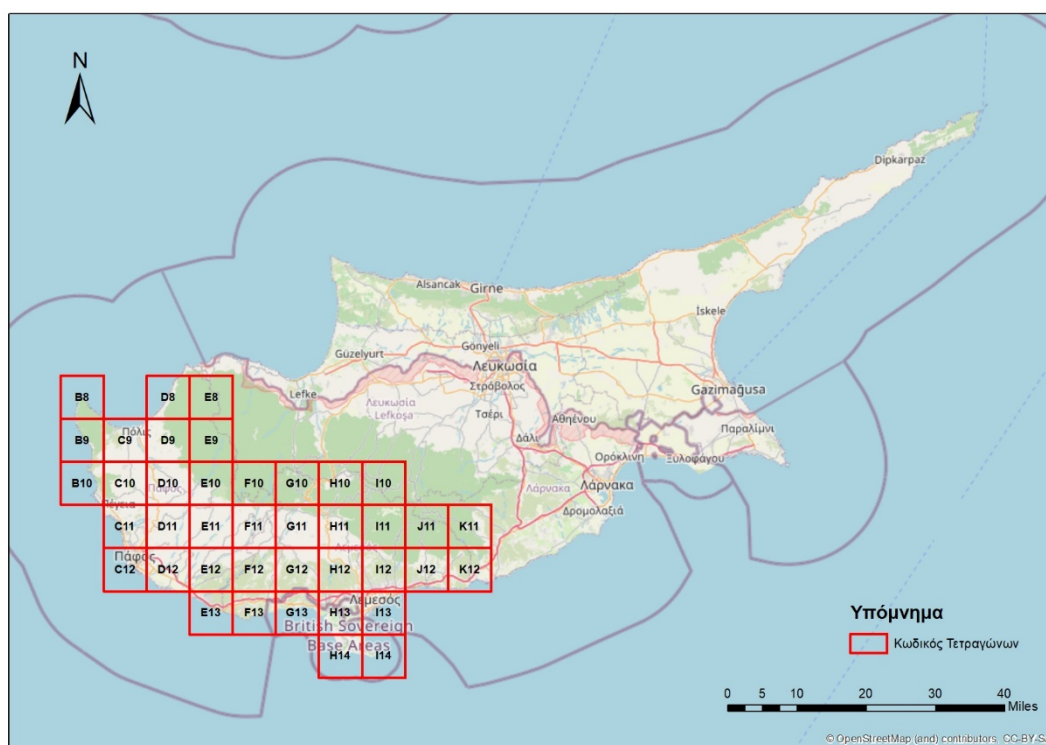 N
Dipkarpaz
Alsancak
Girne
İskele
Gönyeli
Güzelyurt
Λευκωσία
Στρόβολος
Lefke
Λευκωσία
Lefkoşa
Gazimağusa
Τσέρι
Αθηένου
Παραλίμνι
Δάλι
Ορόκλινη
Ξυλοφάγου
Λάρνακα
Λάρνακα
Δρομολαξιά
B8
D8
E8
Πόλις
B9
C9
D9
E9
B10
C10
D10
E10
F10
G10
H10
I10
Πάφος
Πέγεια
C11
D11
E11
F11
G11
H11
I11
J11
K11
Λεμεσός
Πάφος
C12
D12
E12
F12
G12
H12
I12
J12
K12
Λεμεσός
E13
F13
G13
H13
I13
British Sovereign
Base Areas
H14
I14
Υπόμνημα
Κωδικός Τετραγώνων
0 5 10 20 30 40
Miles
© OpenStreetMap (and) contributors, CC-BY-S